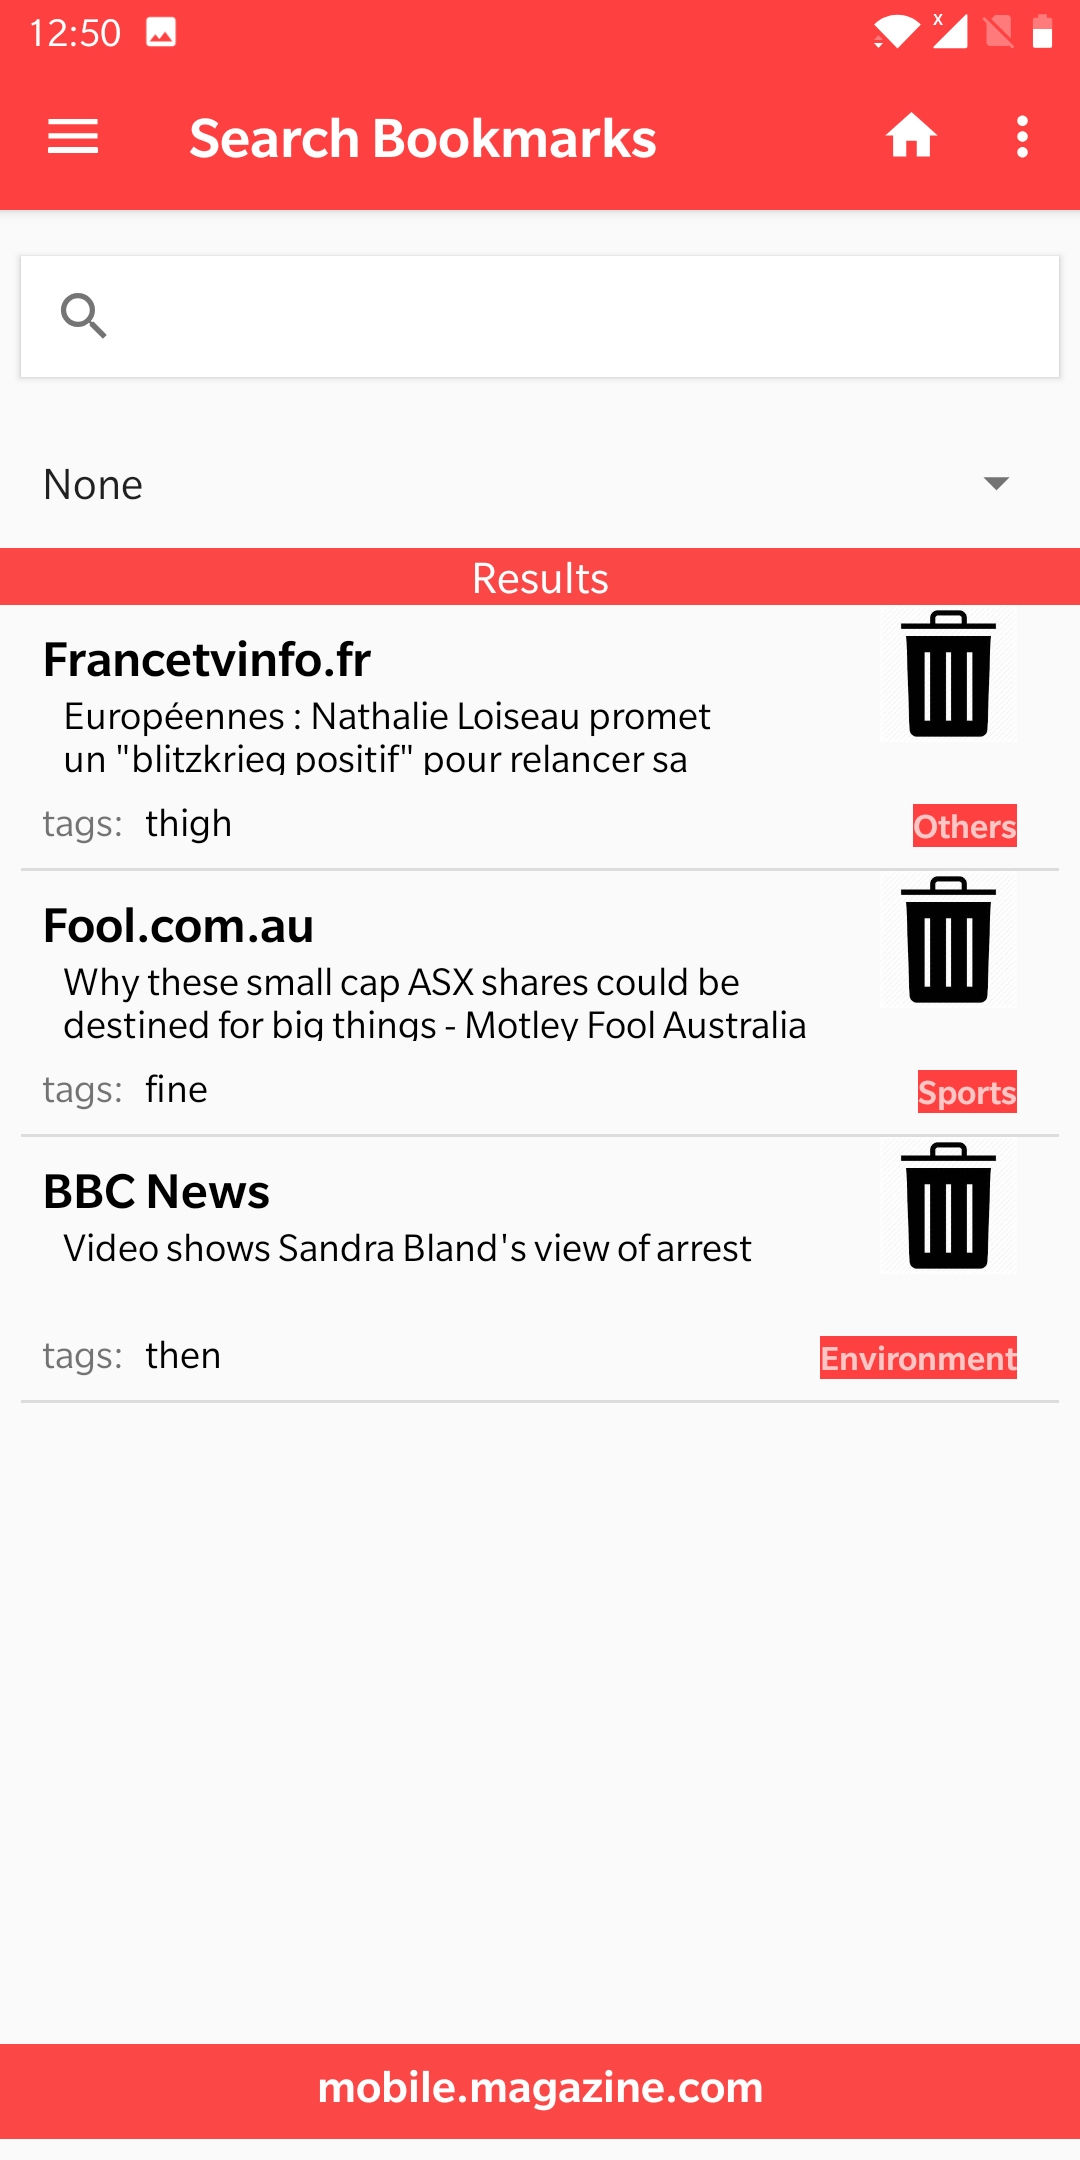 12:50
x
Search Bookmarks
None
Results
Francetvinfo.fr
Européennes : Nathalie Loiseau promet
un "blitzkrieg positif" pour relancer sa
tags: thigh
Others
Fool.com.au
Why these small cap ASX shares could be
destined for big things - Motley Fool Australia
tags: fine
Sports
BBC News
Video shows Sandra Bland's view of arrest
tags: then
Environment
mobile.magazine.com